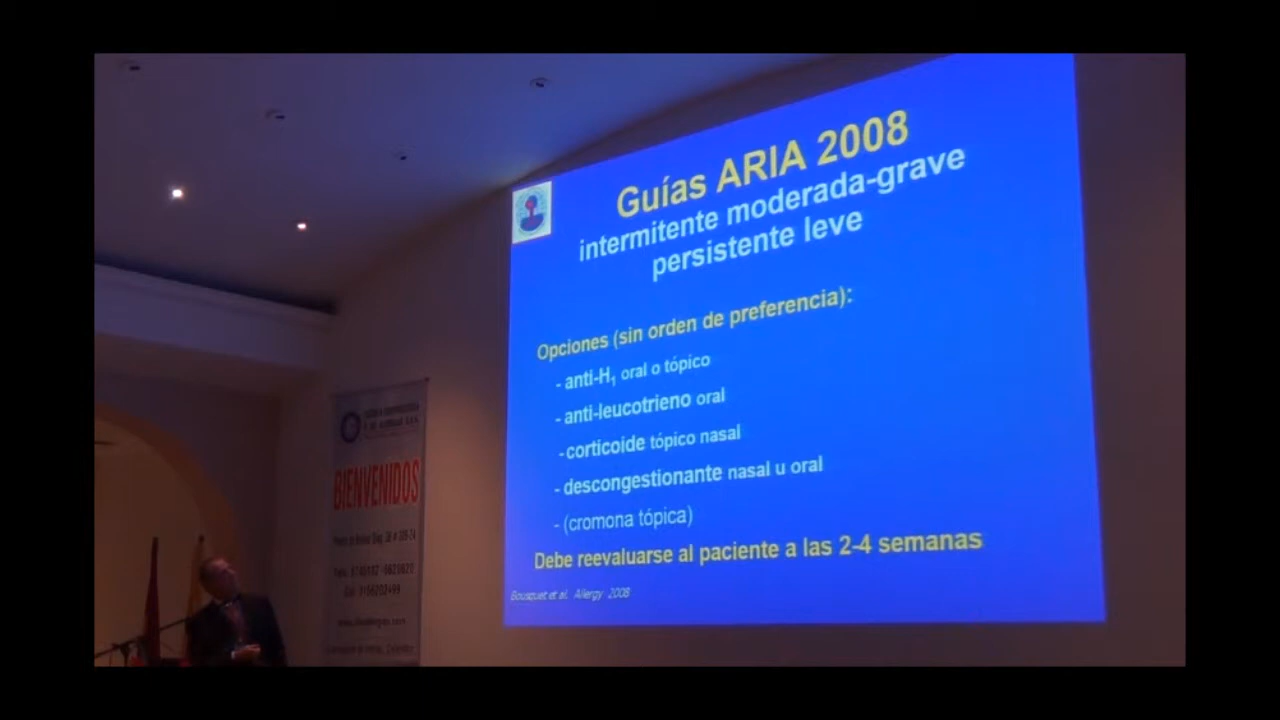 Guías ARIA 2008
intermitente moderada-grave
persistente leve
Opciones (sin orden de preferencia):
- anti-H₁ oral o tópico
- anti-leucotrieno oral
- corticoide tópico nasal
- descongestionante nasal u oral
- (cromona tópica)
Debe reevaluarse al paciente a las 2-4 semanas
Bousquet et al. Allergy 2008
BIENVENIDOS